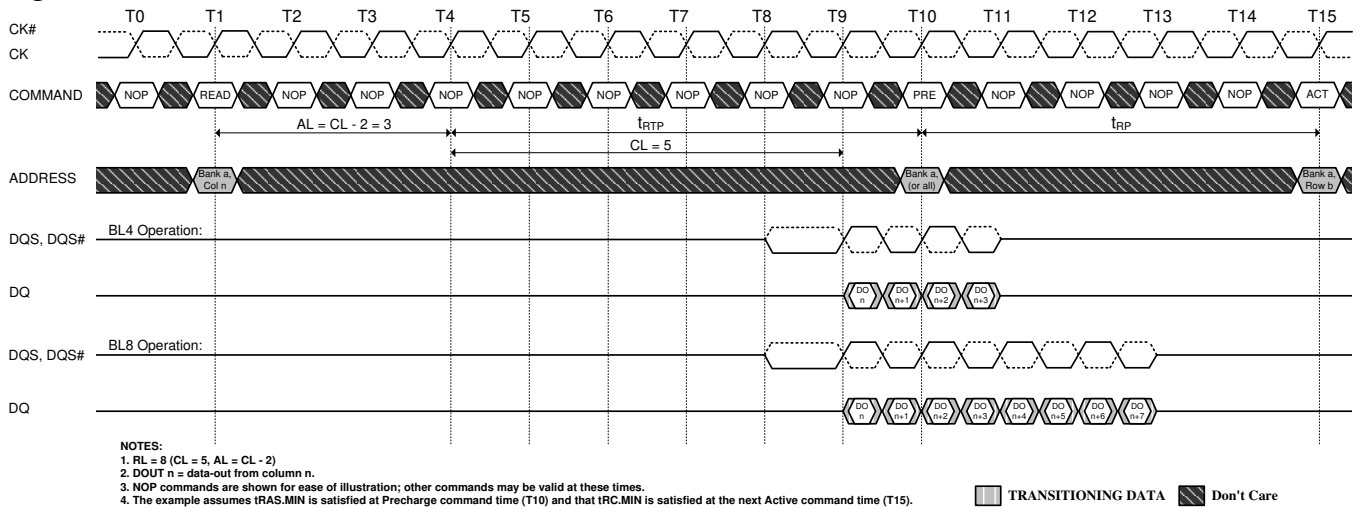 T0 T1 T2 T3 T4 T5 T6 T7 T8 T9 T10 T11 T12 T13 T14 T15
CK#
CK
COMMAND NOP READ NOP NOP NOP NOP NOP NOP NOP NOP PRE NOP NOP NOP NOP ACT
AL = CL - 2 = 3 tRTP tRP
CL = 5
ADDRESS Bank a, Col n Bank a, (or all) Bank a, Row b
BL4 Operation:
DQS, DQS#
DQ DO n DO n+1 DO n+2 DO n+3
BL8 Operation:
DQS, DQS#
DQ DO n DO n+1 DO n+2 DO n+3 DO n+4 DO n+5 DO n+6 DO n+7
NOTES:
1. RL = 8 (CL = 5, AL = CL - 2)
2. DOUT n = data-out from column n.
3. NOP commands are shown for ease of illustration; other commands may be valid at these times.
4. The example assumes tRAS.MIN is satisfied at Precharge command time (T10) and that tRC.MIN is satisfied at the next Active command time (T15).
TRANSITIONING DATA Don't Care